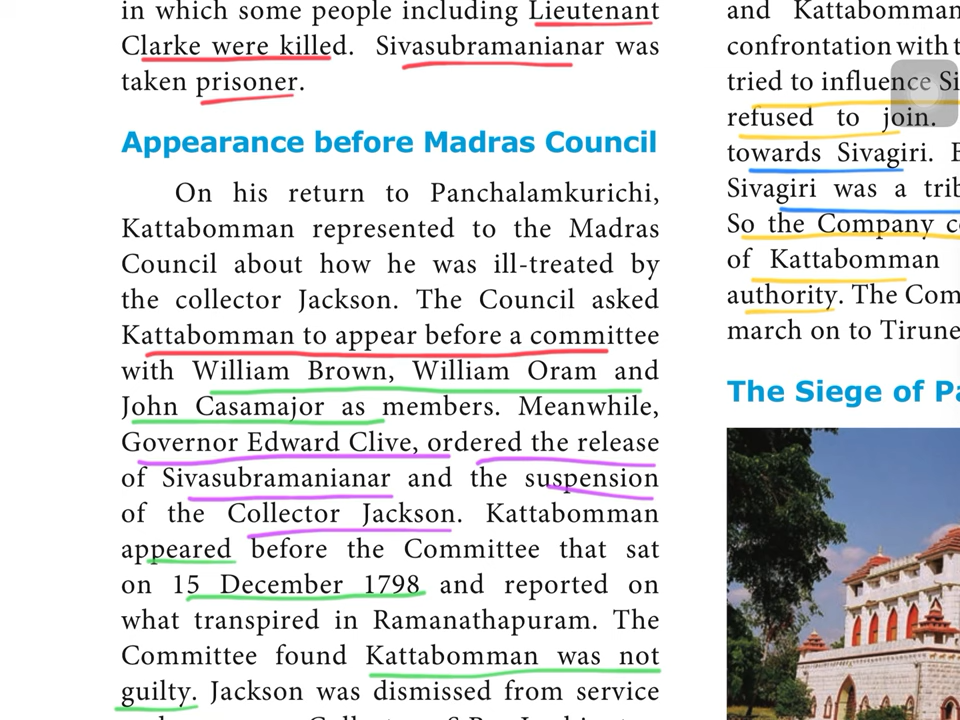 in which some people including Lieutenant
Clarke were killed. Sivasubramanianar was
taken prisoner.
Appearance before Madras Council
On his return to Panchalamkurichi,
Kattabomman represented to the Madras
Council about how he was ill-treated by
the collector Jackson. The Council asked
Kattabomman to appear before a committee
with William Brown, William Oram and
John Casamajor as members. Meanwhile,
Governor Edward Clive, ordered the release
of Sivasubramanianar and the suspension
of the Collector Jackson. Kattabomman
appeared before the Committee that sat
on 15 December 1798 and reported on
what transpired in Ramanathapuram. The
Committee found Kattabomman was not
guilty. Jackson was dismissed from service
and Kattabomman
confrontation with t
tried to influence Si
refused to join.
towards Sivagiri. E
Sivagiri was a trib
So the Company c
of Kattabomman
authority. The Com
march on to Tirune
The Siege of Pa